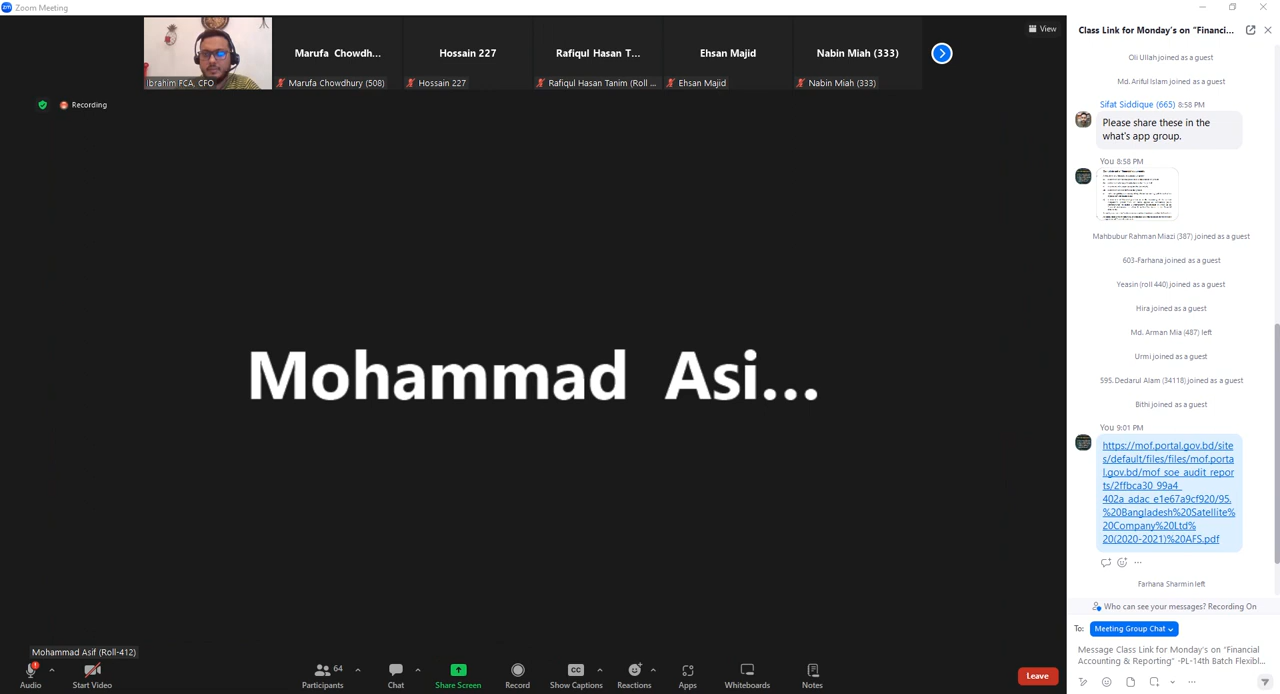 Zoom Meeting
Marufa Chowdh...
Hossain 227
Rafiqul Hasan T...
Ehsan Majid
Nabin Miah (333)
View
Ibrahim FCA, CFO
Marufa Chowdhury (508)
Hossain 227
Rafiqul Hasan Tanim (Roll ...
Ehsan Majid
Nabin Miah (333)
Recording
Mohammad Asi...
Mohammad Asif (Roll-412)
Audio
Start Video
Participants
64
Chat
Share Screen
Record
CC
Show Captions
Reactions
Apps
Whiteboards
Notes
Leave
Class Link for Monday's on "Financi...
Oli Ullah joined as a guest
Md. Ariful Islam joined as a guest
Sifat Siddique (665) 8:58 PM
Please share these in the
what's app group.
You 8:58 PM
Mahbubur Rahman Miazi (387) joined as a guest
603-Farhana joined as a guest
Yeasin (roll 440) joined as a guest
Hira joined as a guest
Md. Arman Mia (487) left
Urmi joined as a guest
595. Dedarul Alam (34118) joined as a guest
Bithi joined as a guest
You 9:01 PM
https://mof.portal.gov.bd/site
s/default/files/files/mof.porta
l.gov.bd/mof_soe_audit_repor
ts/2ffbca30_99a4_
402a_adac_e1e67a9cf920/95.
%20Bangladesh%20Satellite%
20Company%20Ltd%
20(2020-2021)%20AFS.pdf
Farhana Sharmin left
Who can see your messages? Recording On
To: Meeting Group Chat
Message Class Link for Monday's on "Financial
Accounting & Reporting" -PL-14th Batch Flexibl...